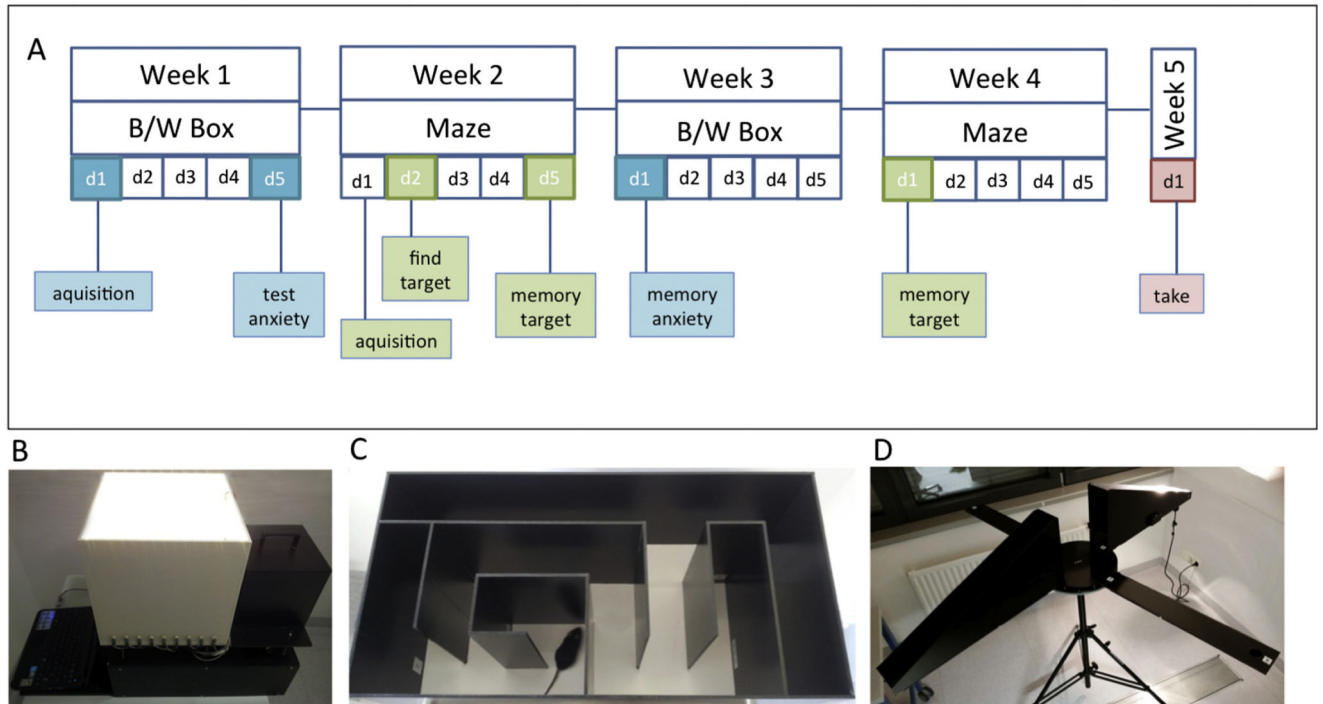 A
Week 1
Week 2
Week 3
Week 4
Week 5
B/W Box
Maze
B/W Box
Maze
d1 d2 d3 d4 d5
d1 d2 d3 d4 d5
d1 d2 d3 d4 d5
d1 d2 d3 d4 d5
d1
aquisition
test
anxiety
aquisition
find
target
memory
target
memory
anxiety
memory
target
take
B
C
D